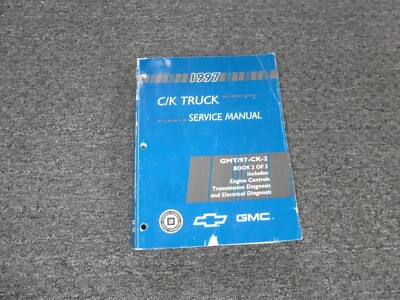 1997
C/K TRUCK
SERVICE MANUAL
GMT/97-CK-2
BOOK 2 OF 3
Includes
Engine Controls
Transmission Diagnosis
and Electrical Diagnosis
GMC